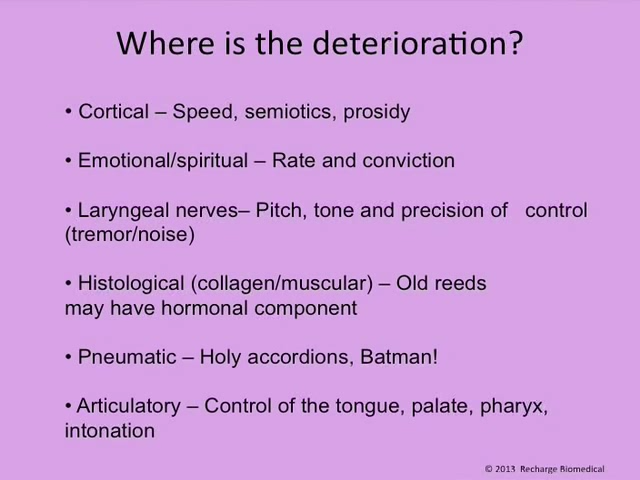 Where is the deterioration?
• Cortical – Speed, semiotics, prosidy
• Emotional/spiritual – Rate and conviction
• Laryngeal nerves– Pitch, tone and precision of control
(tremor/noise)
• Histological (collagen/muscular) – Old reeds
may have hormonal component
• Pneumatic – Holy accordions, Batman!
• Articulatory – Control of the tongue, palate, pharyx,
intonation
© 2013 Recharge Biomedical